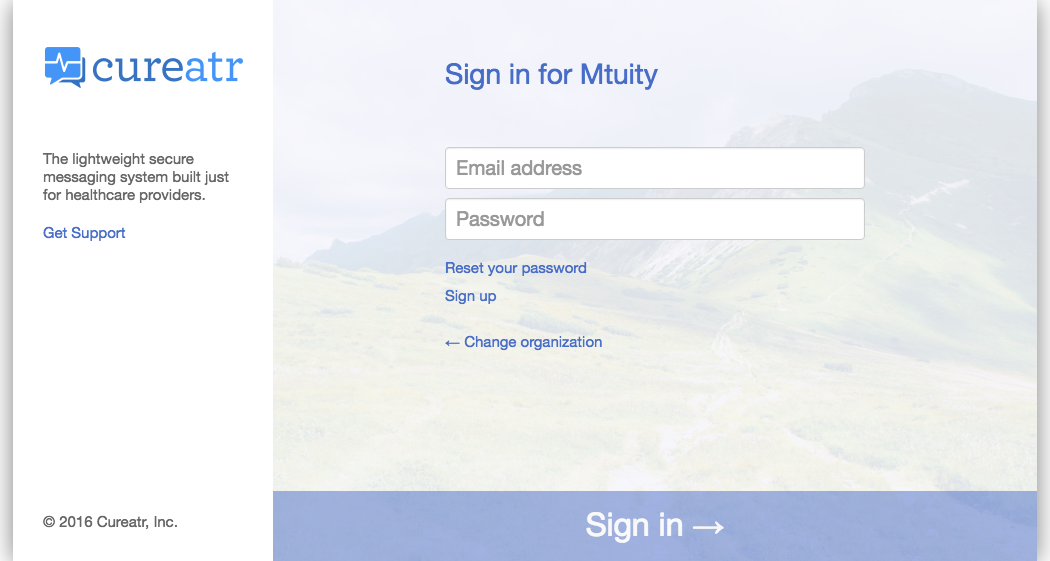 cureatr
The lightweight secure
messaging system built just
for healthcare providers.
Get Support
© 2016 Cureatr, Inc.
Sign in for Mtuity
Email address
Password
Reset your password
Sign up
← Change organization
Sign in →